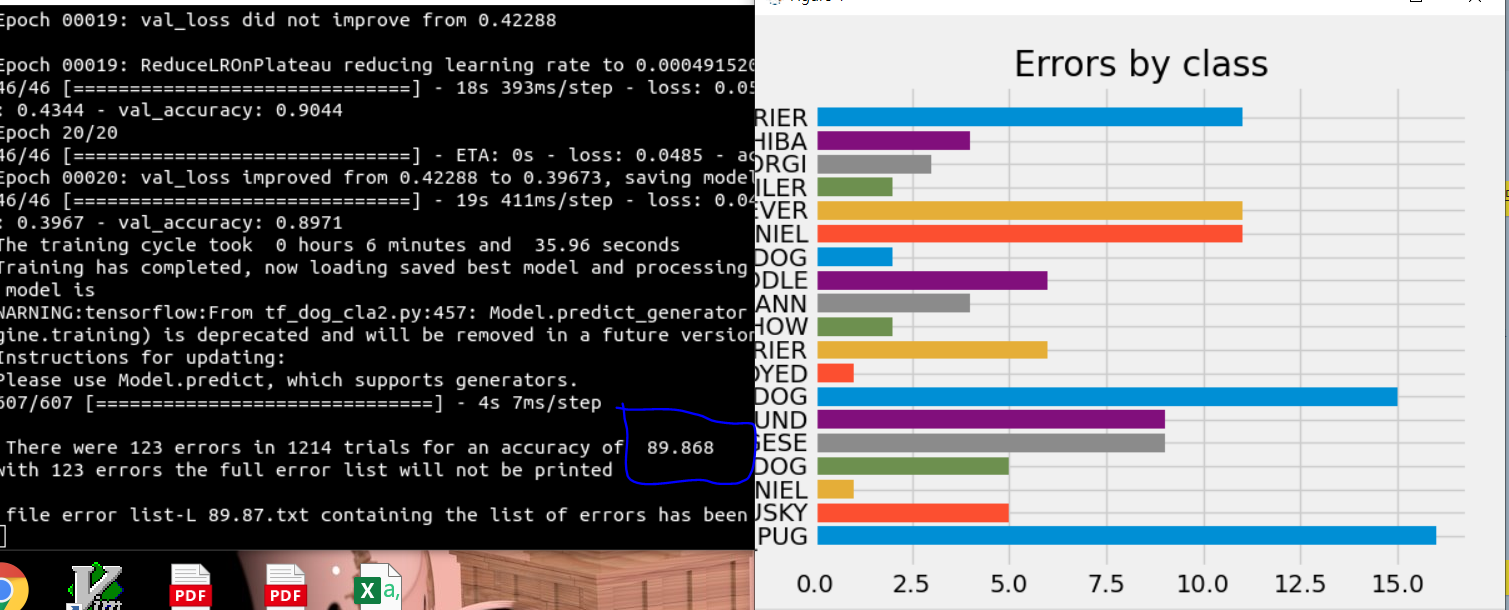 Epoch 00019: val_loss did not improve from 0.42288
Epoch 00019: ReduceLROnPlateau reducing learning rate to 0.000491520
46/46 [==============================] - 18s 393ms/step - loss: 0.05
: 0.4344 - val_accuracy: 0.9044
Epoch 20/20
46/46 [==============================] - ETA: 0s - loss: 0.0485 - ac
Epoch 00020: val_loss improved from 0.42288 to 0.39673, saving model
46/46 [==============================] - 19s 411ms/step - loss: 0.04
: 0.3967 - val_accuracy: 0.8971
The training cycle took  0 hours 6 minutes and  35.96 seconds
Training has completed, now loading saved best model and processing
model is
WARNING:tensorflow:From tf_dog_cla2.py:457: Model.predict_generator
gine.training) is deprecated and will be removed in a future version
Instructions for updating:
Please use Model.predict, which supports generators.
607/607 [==============================] - 4s 7ms/step
There were 123 errors in 1214 trials for an accuracy of  89.868
with 123 errors the full error list will not be printed
file error list-L 89.87.txt containing the list of errors has been
PDF
PDF
X a,
Errors by class
RIER
HIBA
ORGI
ILER
EVER
NIEL
DOG
DDLE
ANN
HOW
RIER
OYED
DOG
UND
GESE
DOG
NIEL
USKY
PUG
0.0 2.5 5.0 7.5 10.0 12.5 15.0